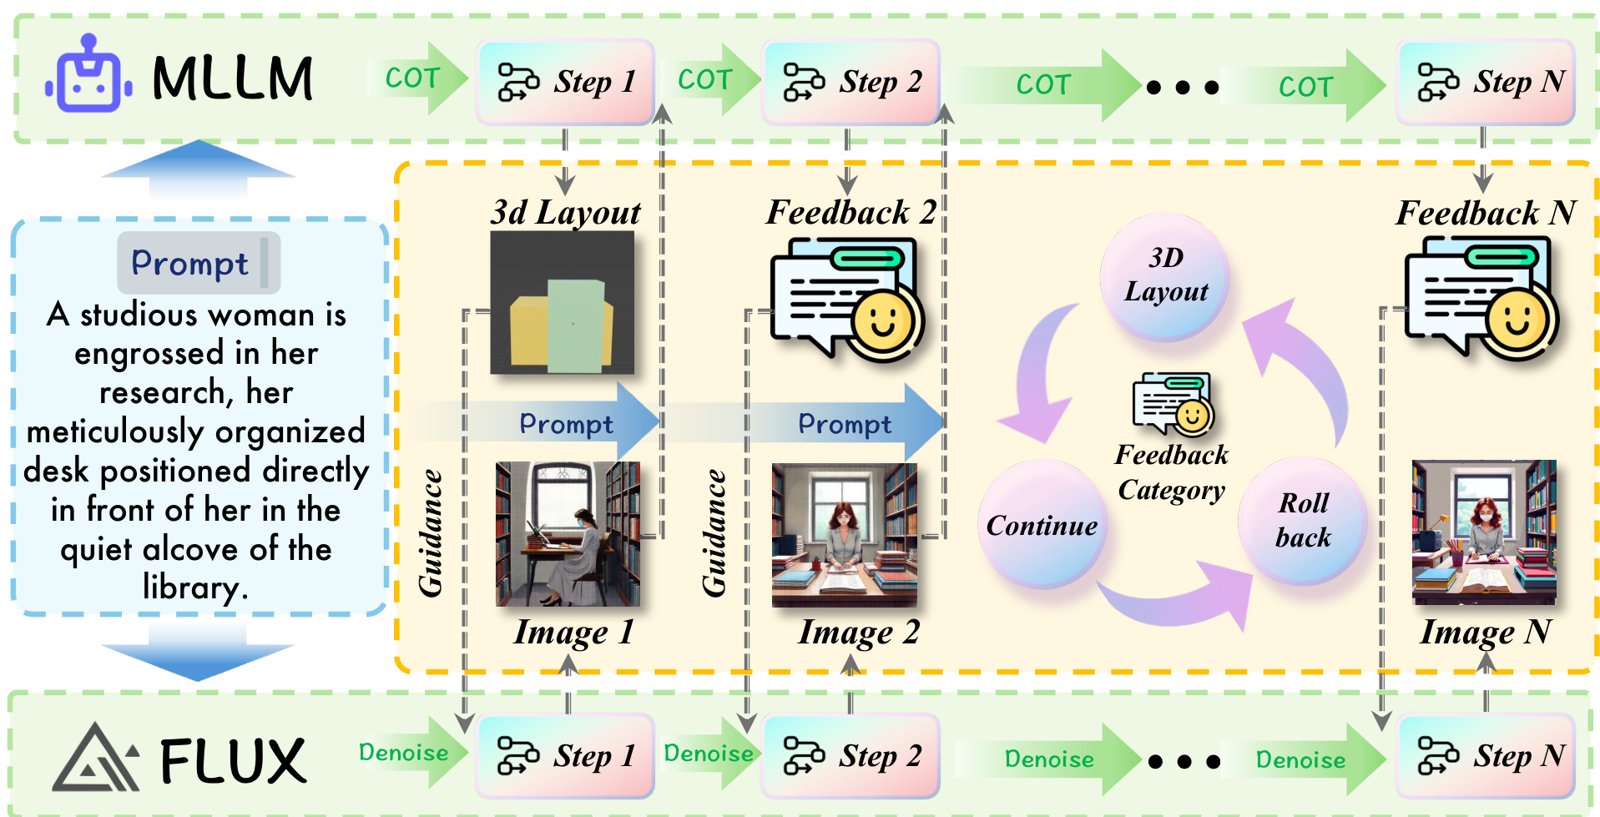 MLLM
COT
Step 1
COT
Step 2
COT
COT
Step N
Prompt
A studious woman is
engrossed in her
research, her
meticulously organized
desk positioned directly
in front of her in the
quiet alcove of the
library.
3d Layout
Feedback 2
Feedback N
3D
Layout
Feedback
Category
Continue
Roll
back
Prompt
Prompt
Guidance
Guidance
Image 1
Image 2
Image N
FLUX
Denoise
Step 1
Denoise
Step 2
Denoise
Denoise
Step N